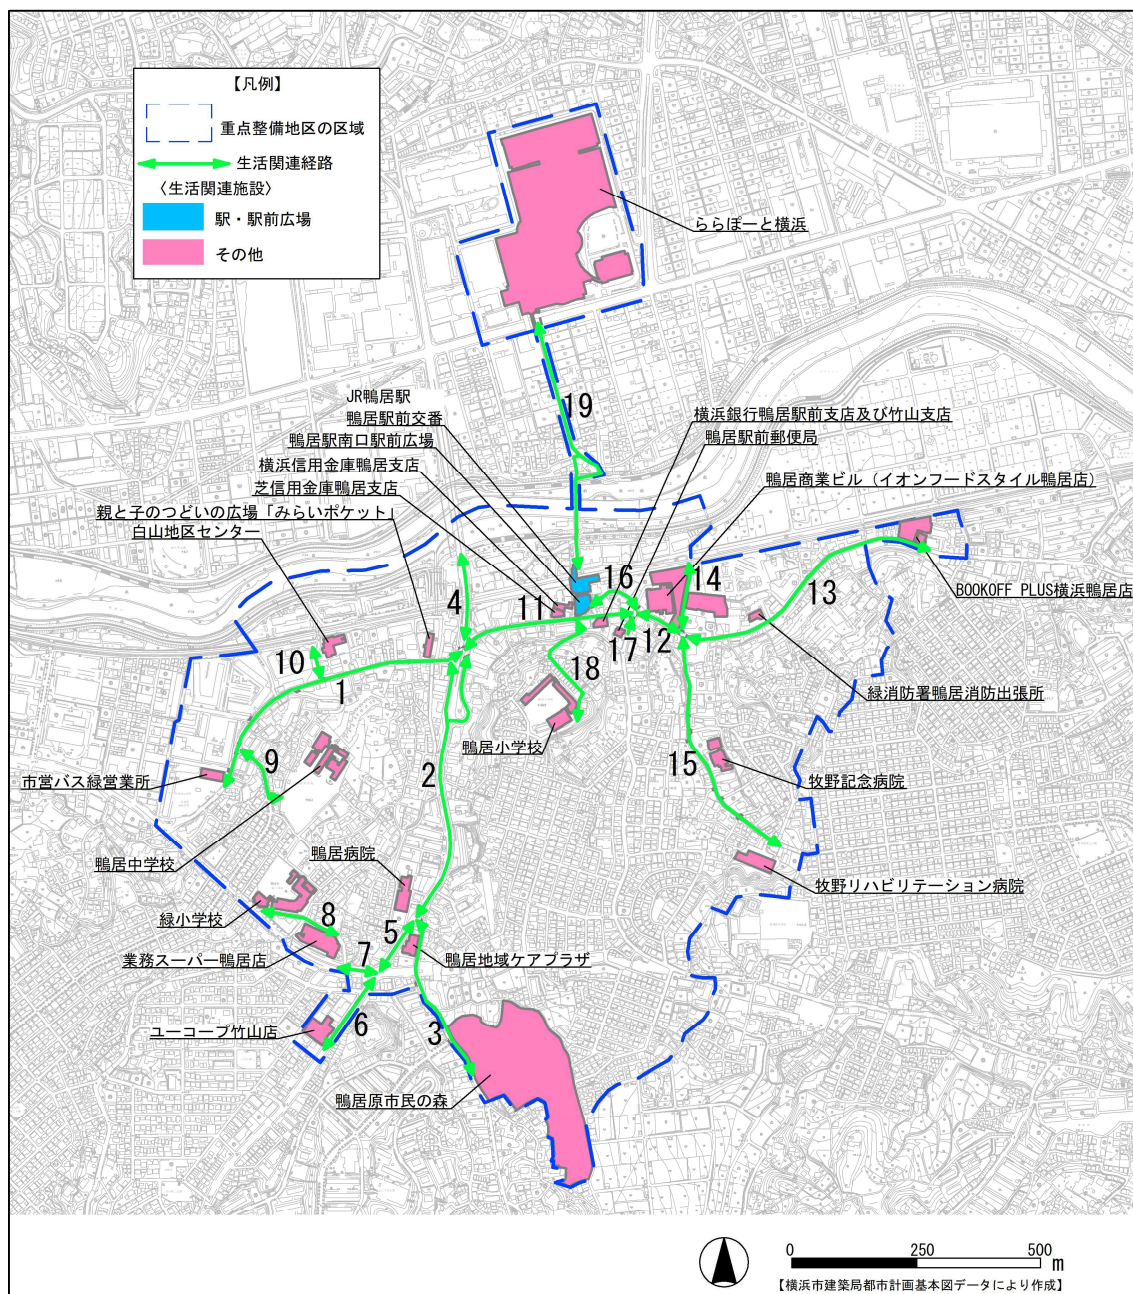 【凡例】
重点整備地区の区域
生活関連経路
〈生活関連施設〉
駅・駅前広場
その他
ららぽーと横浜
19
JR鴨居駅
鴨居駅前交番
鴨居駅南口駅前広場
横浜信用金庫鴨居支店
芝信用金庫鴨居支店
親と子のつどいの広場「みらいポケット」
白山地区センター
横浜銀行鴨居駅前支店及び竹山支店
鴨居駅前郵便局
鴨居商業ビル（イオンフードスタイル鴨居店）
BOOKOFF PLUS横浜鴨居店
4
11
16
14
13
12
17
10
1
18
緑消防署鴨居消防出張所
鴨居小学校
9
2
15
市営バス緑営業所
牧野記念病院
鴨居中学校
鴨居病院
牧野リハビリテーション病院
緑小学校
8
5
業務スーパー鴨居店
7
鴨居地域ケアプラザ
ユーコープ竹山店
6
3
鴨居原市民の森
0 250 500 m
【横浜市建築局都市計画基本図データにより作成】